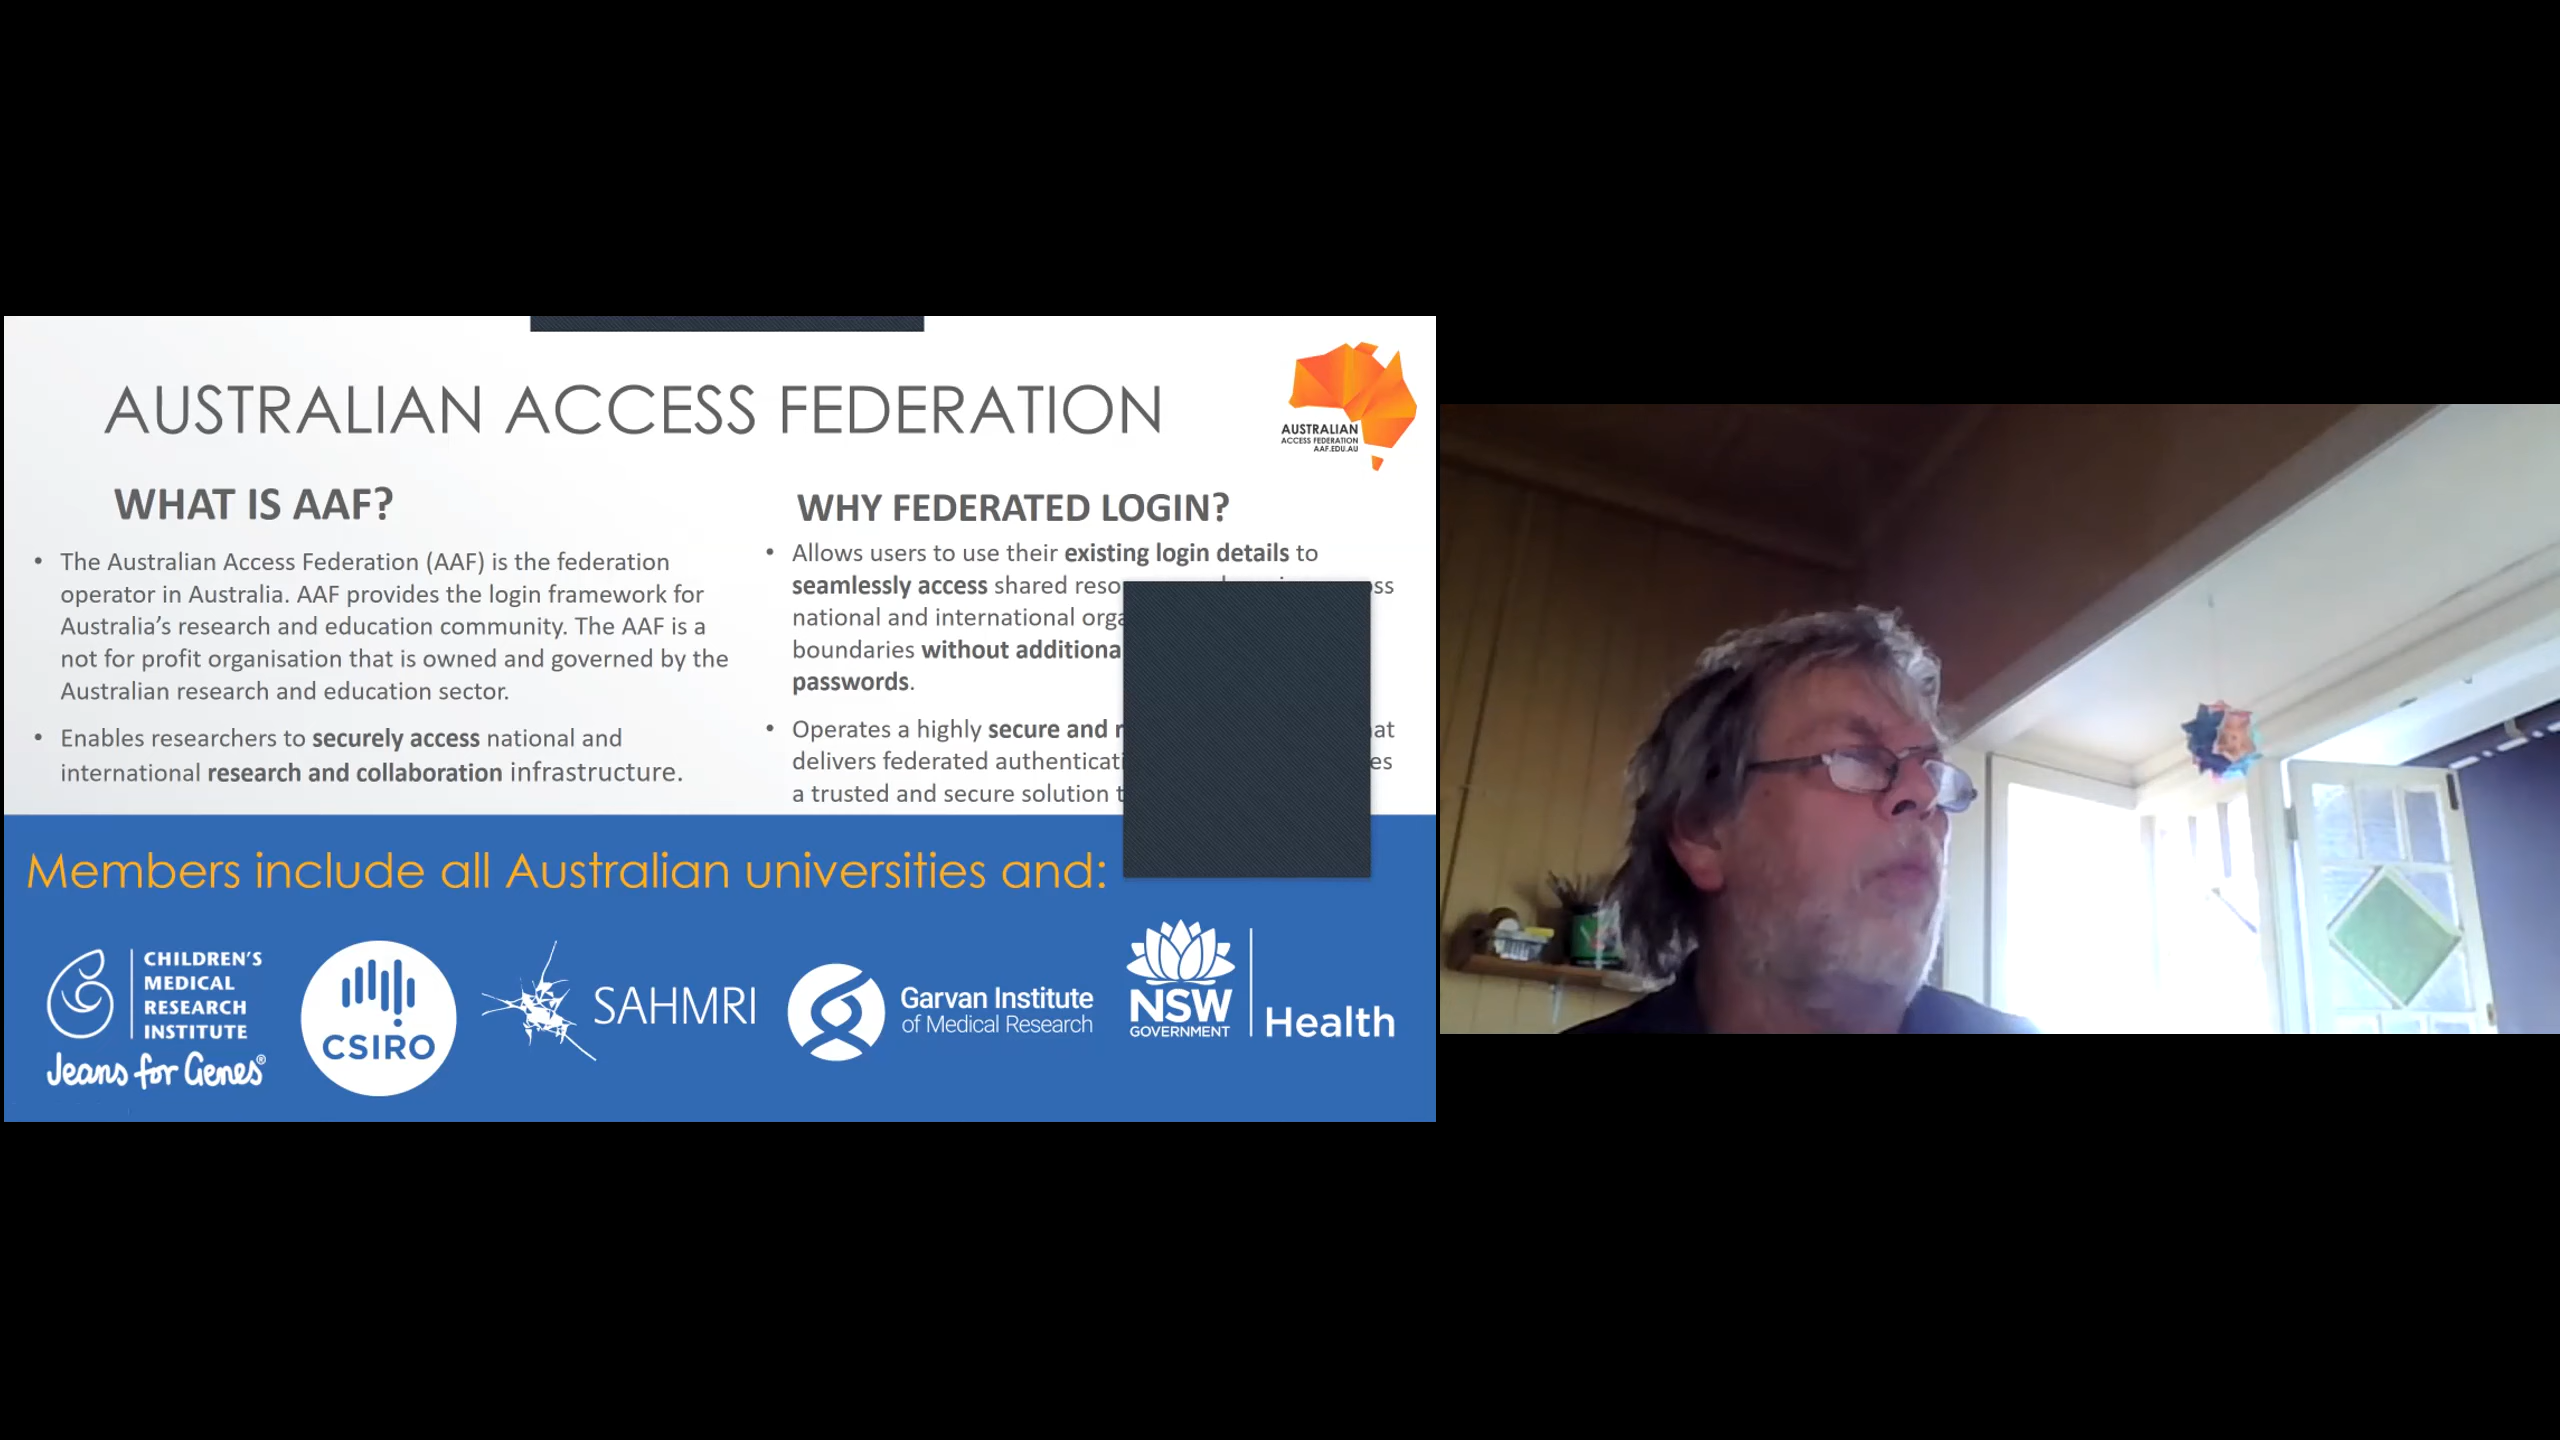 AUSTRALIAN ACCESS FEDERATION
AUSTRALIAN
ACCESS FEDERATION
AAF.EDU.AU
WHAT IS AAF?
• The Australian Access Federation (AAF) is the federation
operator in Australia. AAF provides the login framework for
Australia’s research and education community. The AAF is a
not for profit organisation that is owned and governed by the
Australian research and education sector.
• Enables researchers to securely access national and
international research and collaboration infrastructure.
WHY FEDERATED LOGIN?
• Allows users to use their existing login details to
seamlessly access shared
national and international
boundaries without
passwords.
• Operates a highly secure and
delivers federated
a trusted and secure solution
Members include all Australian universities and:
CHILDREN'S
MEDICAL
RESEARCH
INSTITUTE
Jeans for Genes®
CSIRO
SAHMRI
Garvan Institute
of Medical Research
NSW
GOVERNMENT
Health